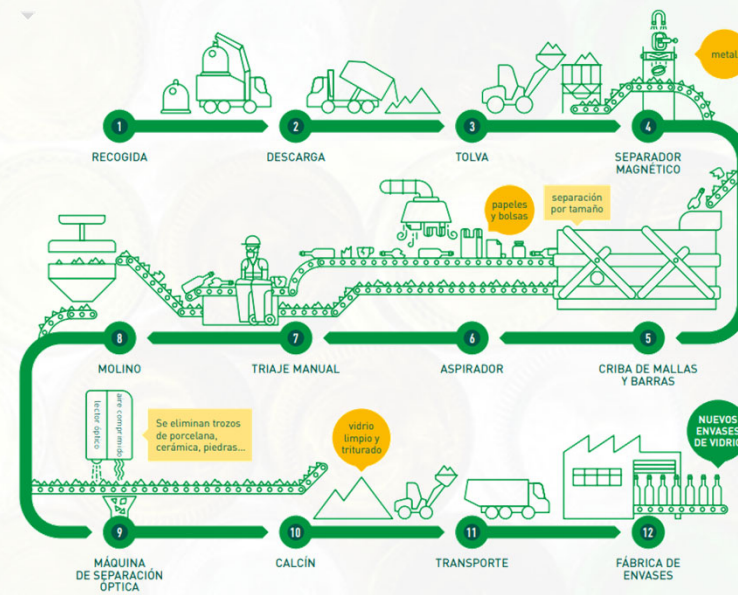 metal
1
RECOGIDA
2
DESCARGA
3
TOLVA
4
SEPARADOR
MAGNÉTICO
papeles
y bolsas
separación
por tamaño
8
MOLINO
7
TRIAJE MANUAL
6
ASPIRADOR
5
CRIBA DE MALLAS
Y BARRAS
lector óptico
aire comprimido
Se eliminan trozos
de porcelana,
cerámica, piedras...
vidrio
limpio y
triturado
NUEVOS
ENVASES
DE VIDRIO
9
MÁQUINA
DE SEPARACIÓN
ÓPTICA
10
CALCÍN
11
TRANSPORTE
12
FÁBRICA DE
ENVASES